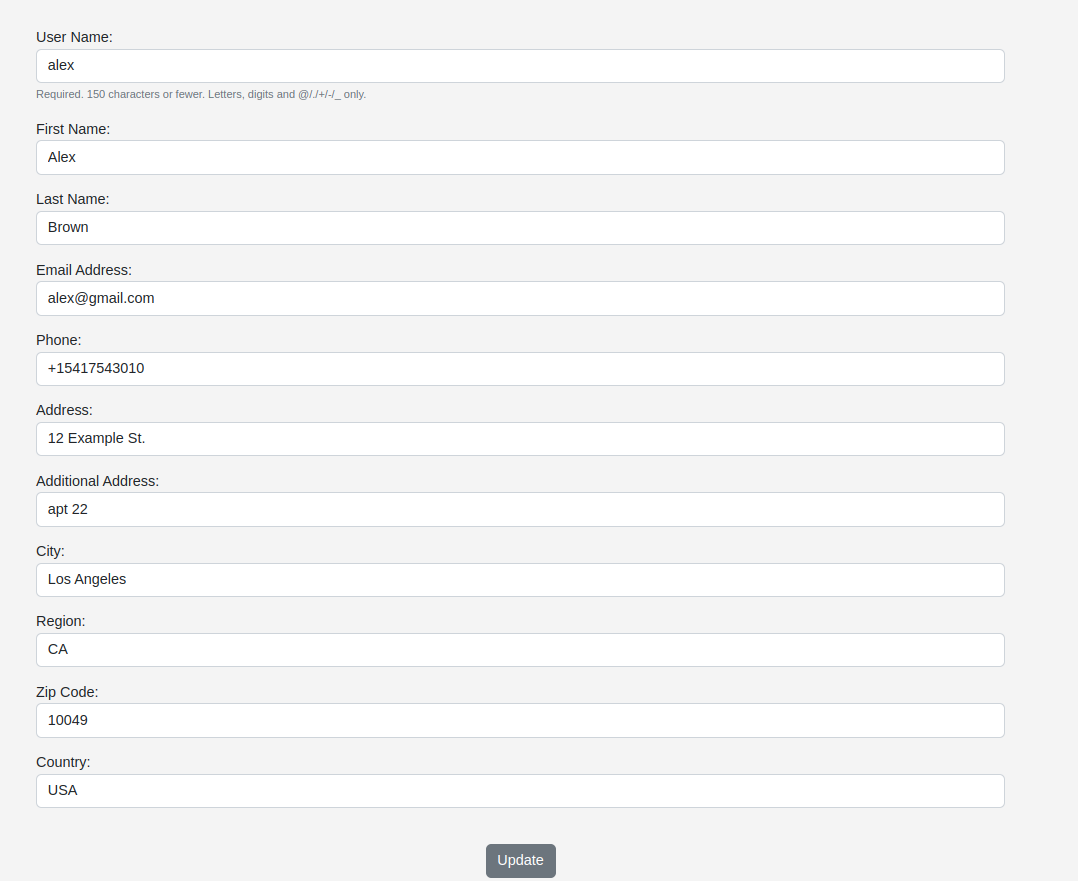 User Name:
alex
Required. 150 characters or fewer. Letters, digits and @/./+/-/_ only.
First Name:
Alex
Last Name:
Brown
Email Address:
alex@gmail.com
Phone:
+15417543010
Address:
12 Example St.
Additional Address:
apt 22
City:
Los Angeles
Region:
CA
Zip Code:
10049
Country:
USA
Update